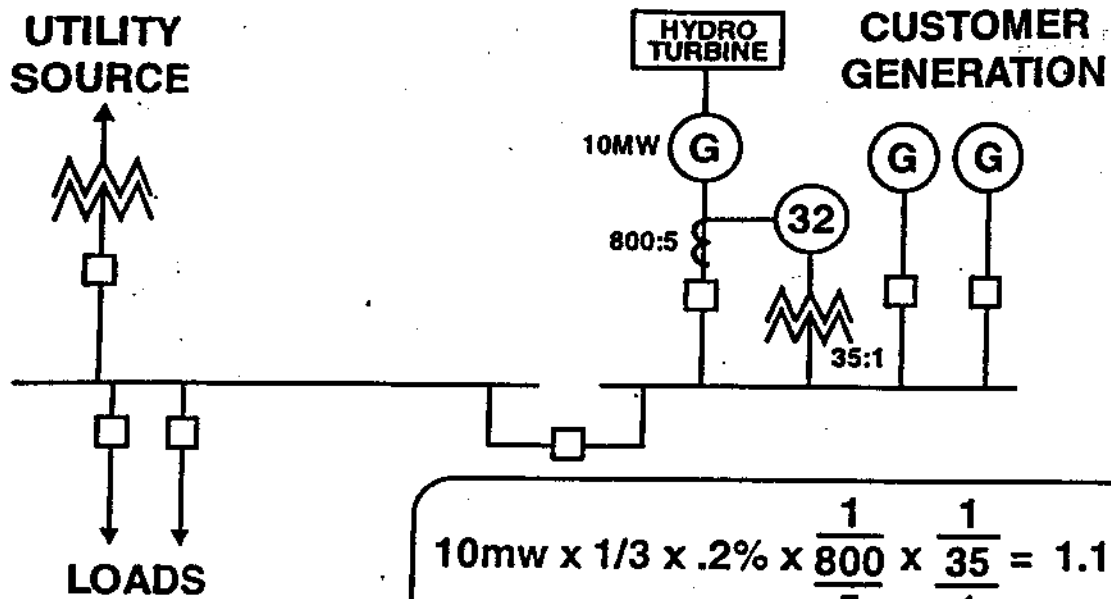 UTILITY
SOURCE
HYDRO
TURBINE
CUSTOMER
GENERATION
10MW
G
G
G
800:5
32
35:1
LOADS
10mw x 1/3 x .2% x 1/(800/5) x 1/(35/1) = 1.1